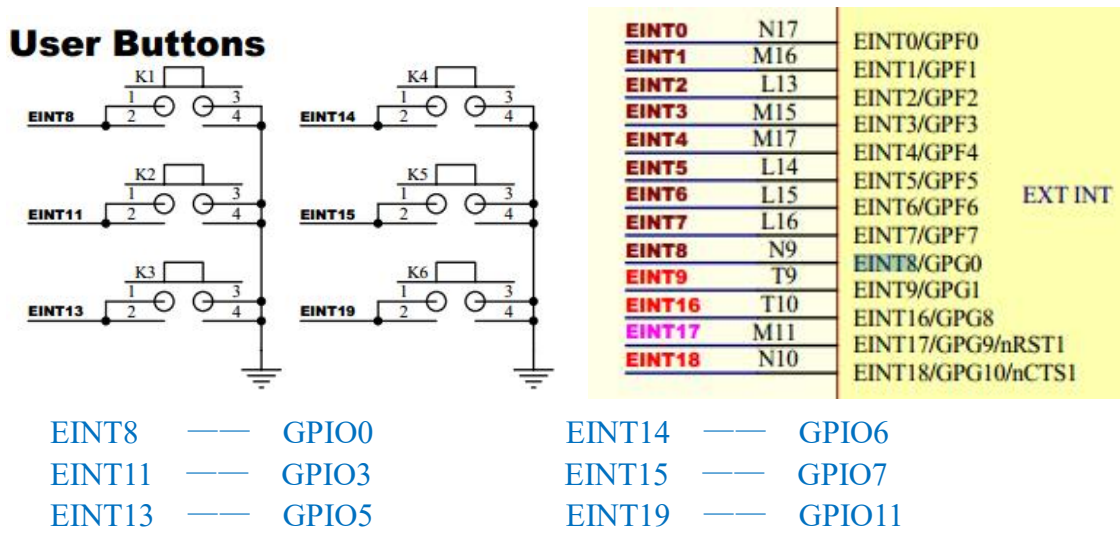 User Buttons
K1
1 3
EINT8 2 4
K4
1 3
EINT14 2 4
K2
1 3
EINT11 2 4
K5
1 3
EINT15 2 4
K3
1 3
EINT13 2 4
K6
1 3
EINT19 2 4
EINT0 N17 EINT0/GPF0
EINT1 M16 EINT1/GPF1
EINT2 L13 EINT2/GPF2
EINT3 M15 EINT3/GPF3
EINT4 M17 EINT4/GPF4
EINT5 L14 EINT5/GPF5
EINT6 L15 EINT6/GPF6
EINT7 L16 EINT7/GPF7
EINT8 N9 EINT8/GPG0
EINT9 T9 EINT9/GPG1
EINT16 T10 EINT16/GPG8
EINT17 M11 EINT17/GPG9/nRST1
EINT18 N10 EINT18/GPG10/nCTS1
EXT INT
EINT8 —— GPIO0 EINT14 —— GPIO6
EINT11 —— GPIO3 EINT15 —— GPIO7
EINT13 —— GPIO5 EINT19 —— GPIO11